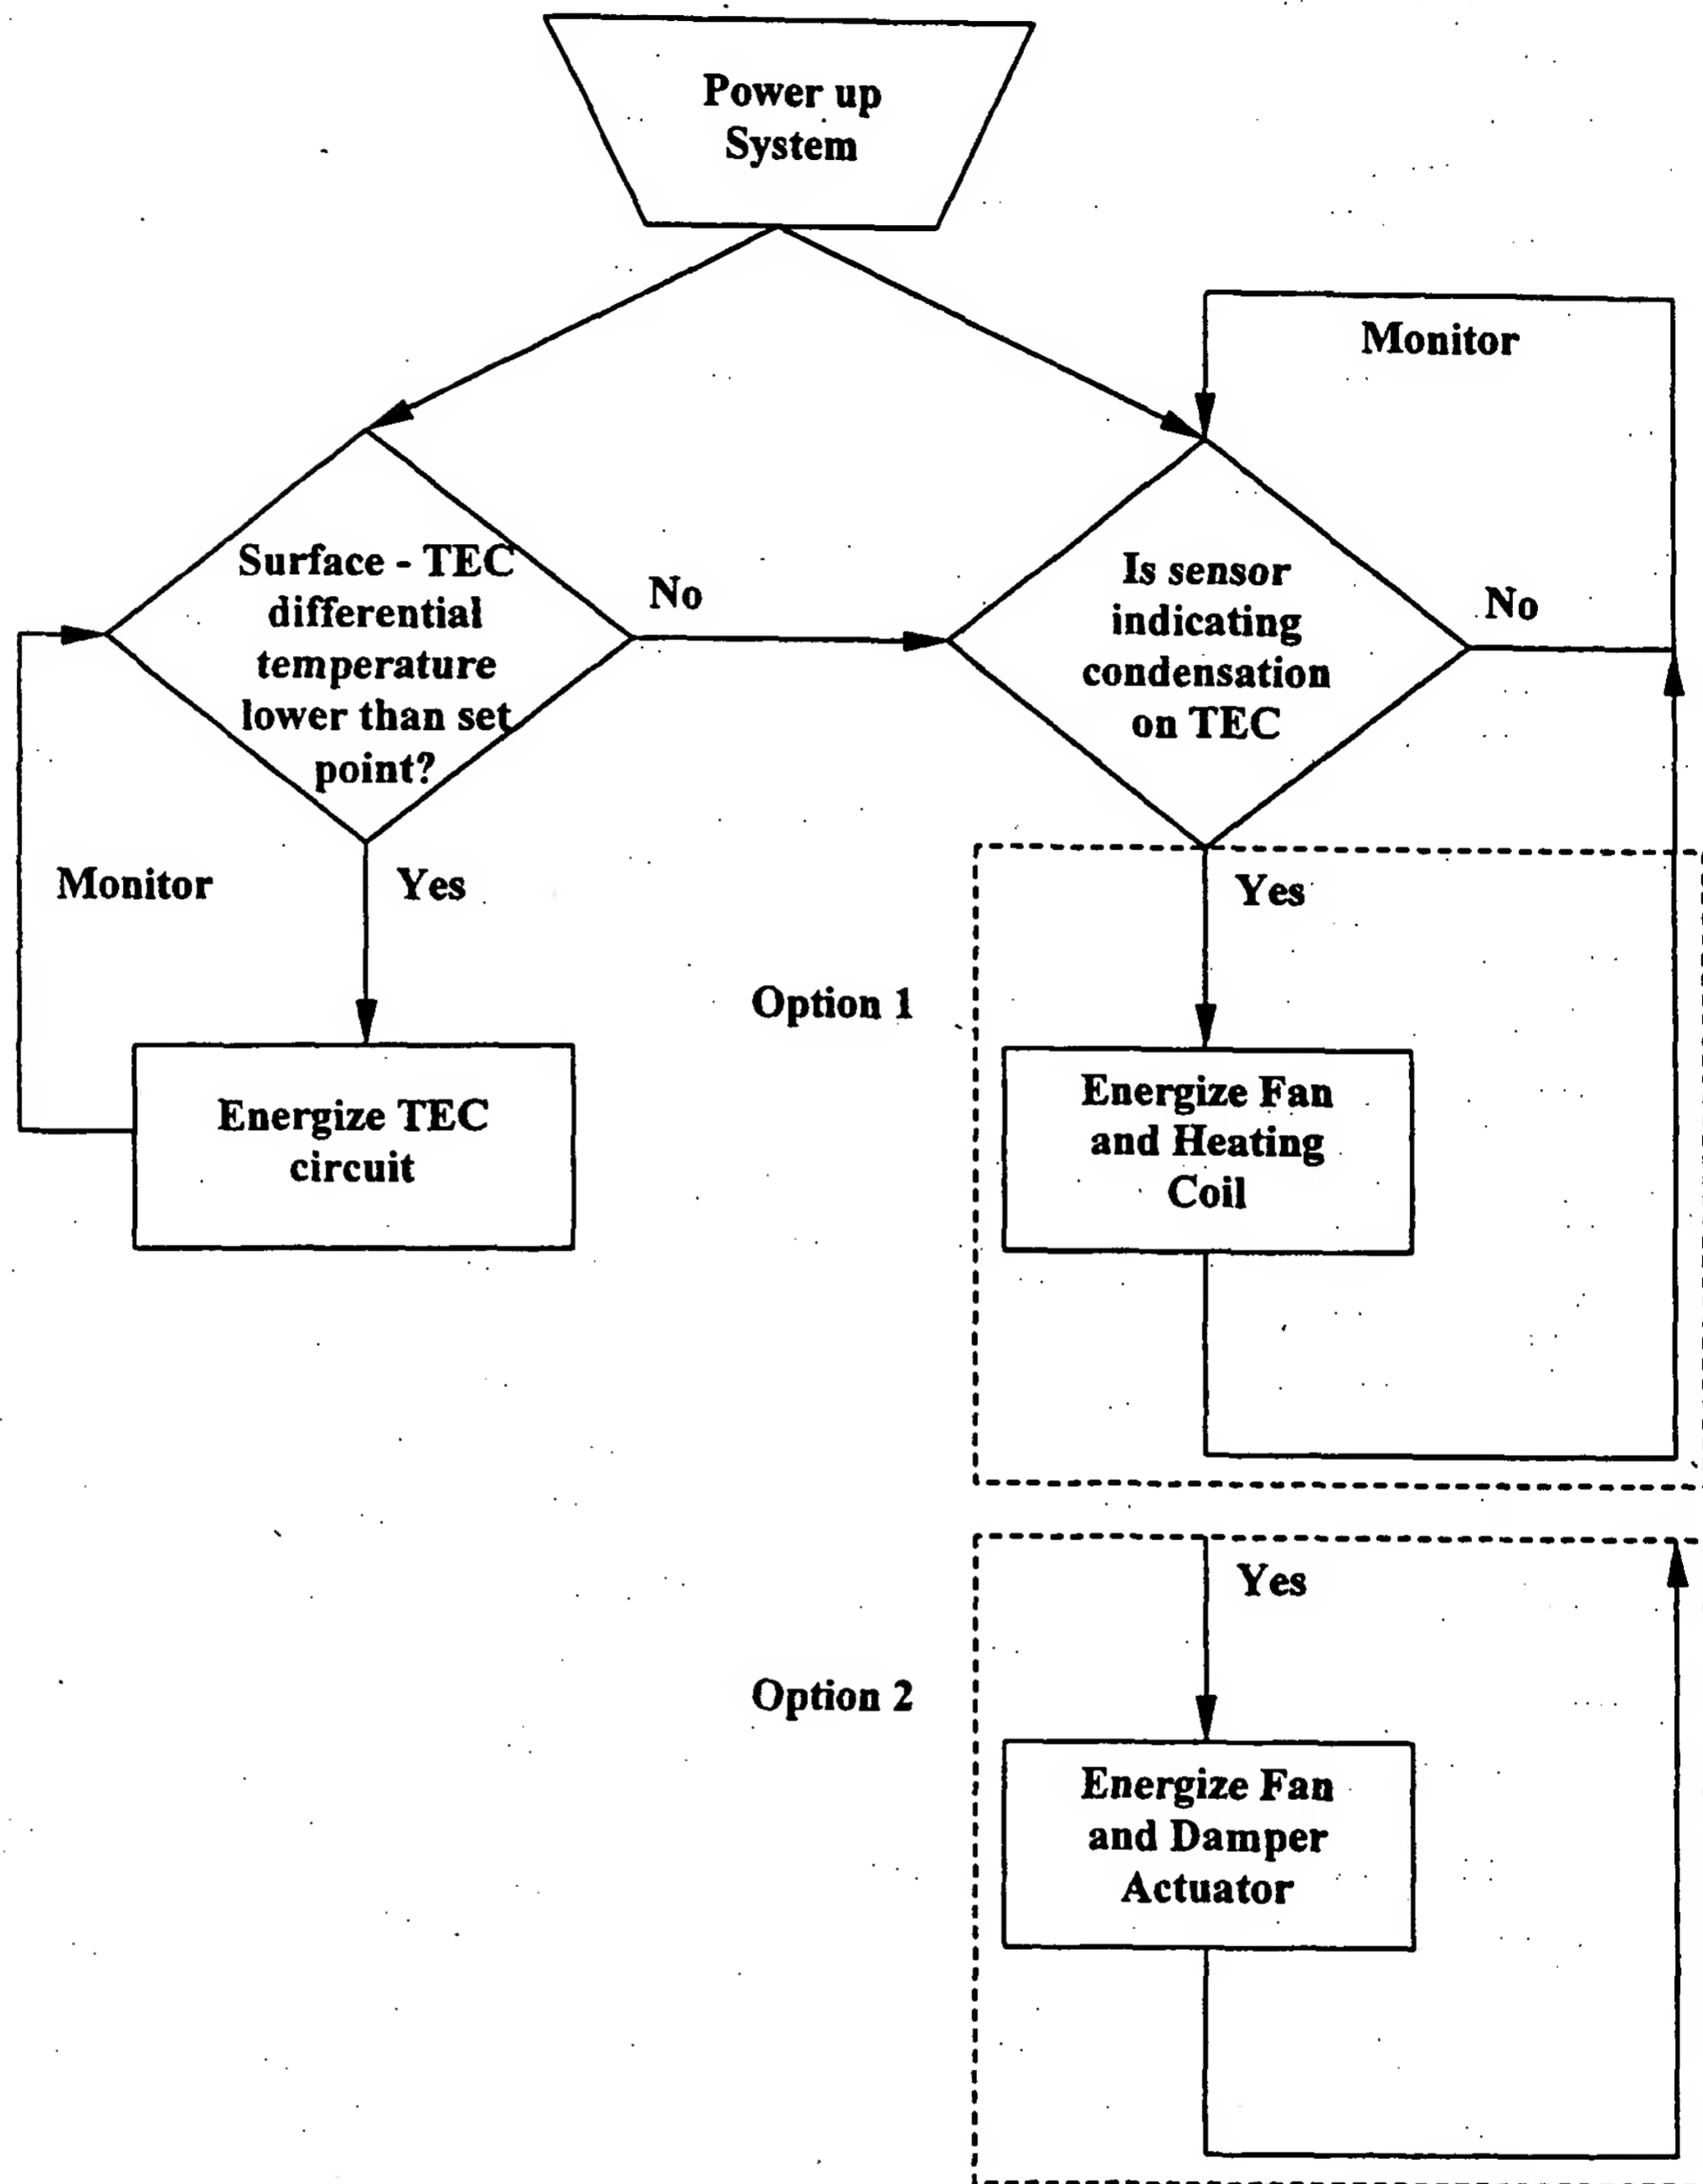 Power up
System
Monitor
Surface - TEC
differential
temperature
lower than set
point?
No
Is sensor
indicating
condensation
on TEC
No
Monitor
Yes
Yes
Option 1
Energize TEC
circuit
Energize Fan
and Heating
Coil
Yes
Option 2
Energize Fan
and Damper
Actuator